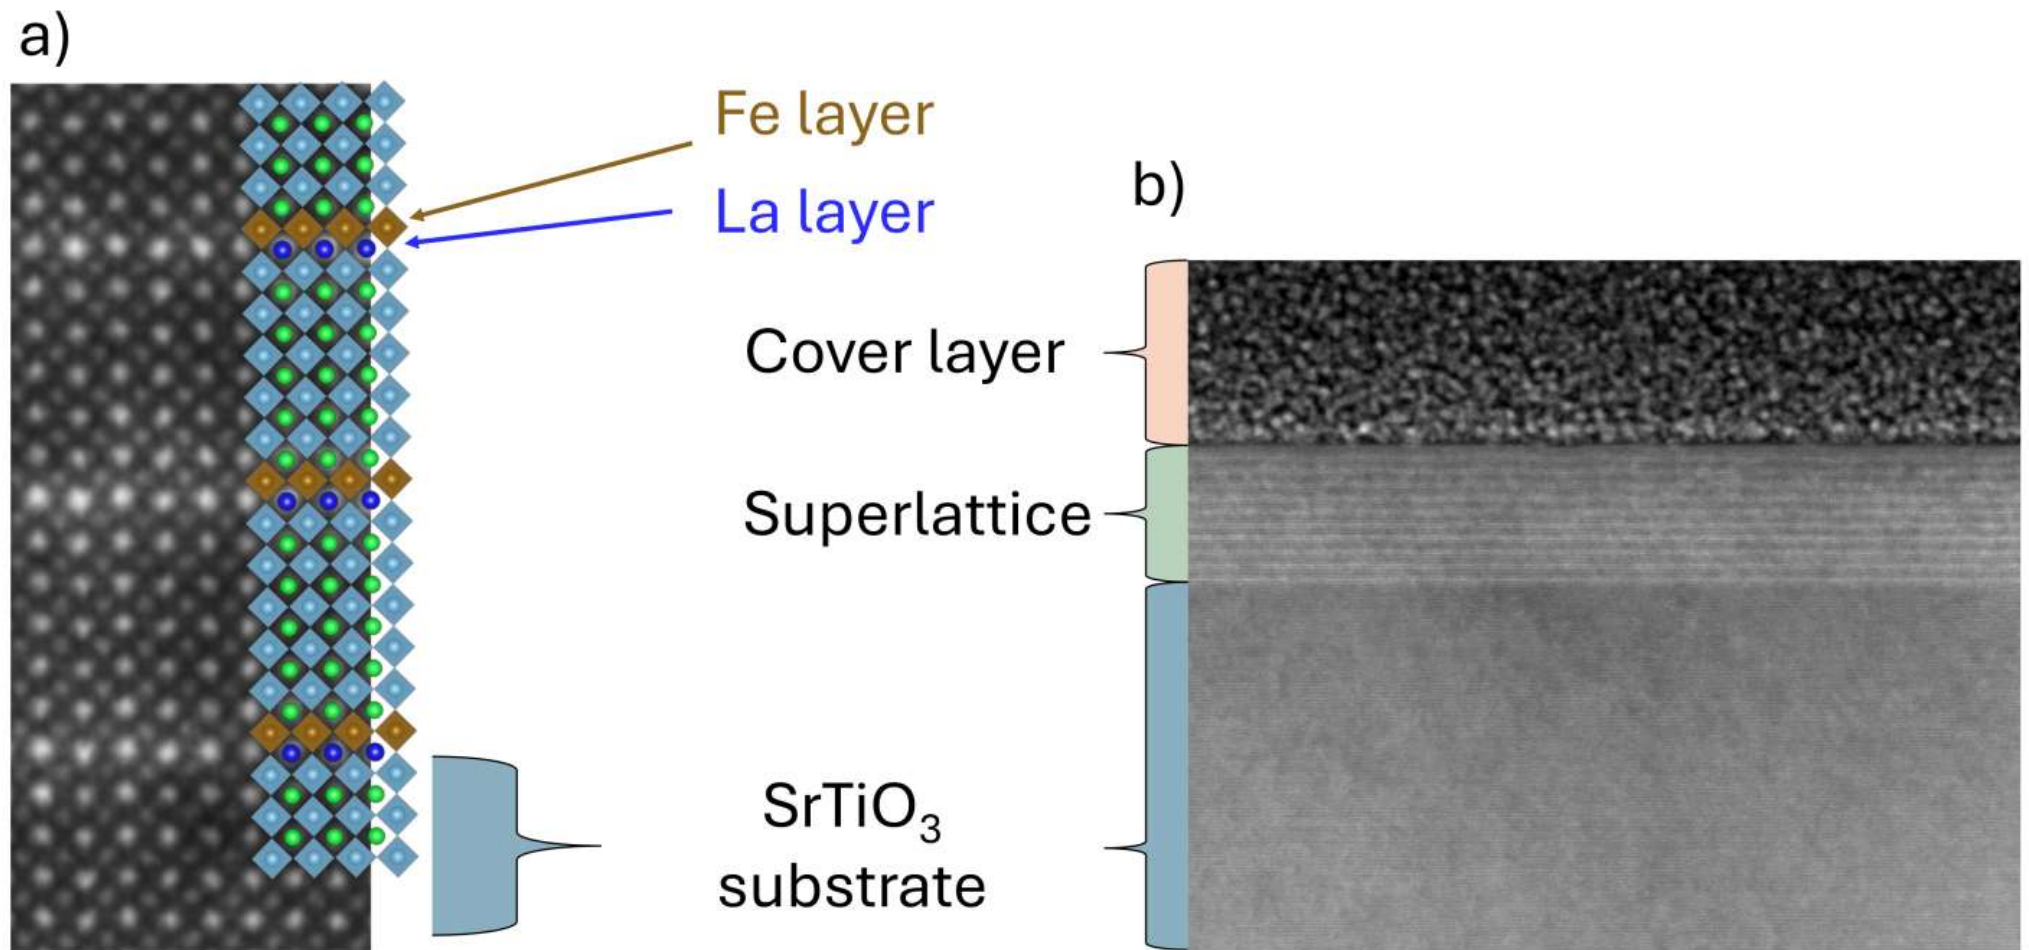 a)
Fe layer
La layer
b)
Cover layer
Superlattice
SrTiO₃
substrate